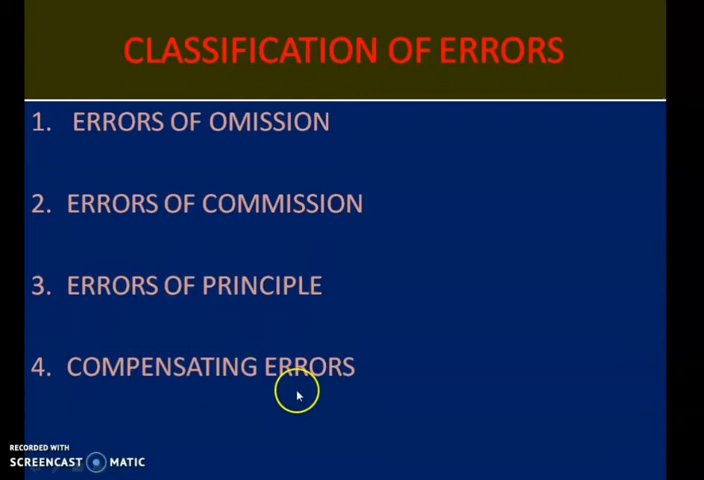 CLASSIFICATION OF ERRORS
1. ERRORS OF OMISSION
2. ERRORS OF COMMISSION
3. ERRORS OF PRINCIPLE
4. COMPENSATING ERRORS
RECORDED WITH
SCREENCAST MATIC